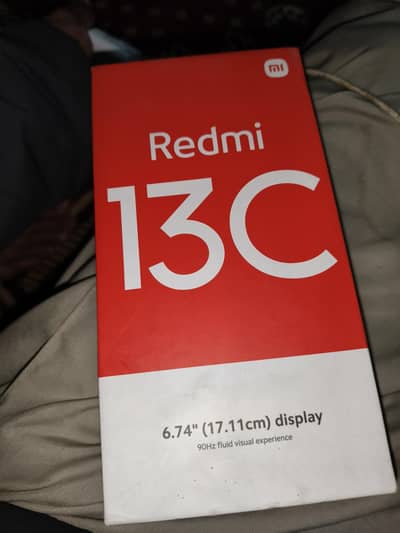 mi
Redmi
13C
6.74" (17.11cm) display
90Hz fluid visual experience